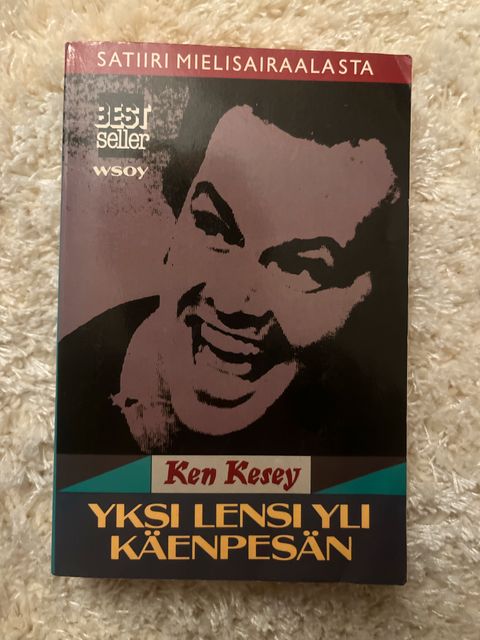 SATIIRI MIELISAIRAALASTA
BEST
seller
WSOY
Ken Kesey
YKSI LENSI YLI
KÄENPESÄN